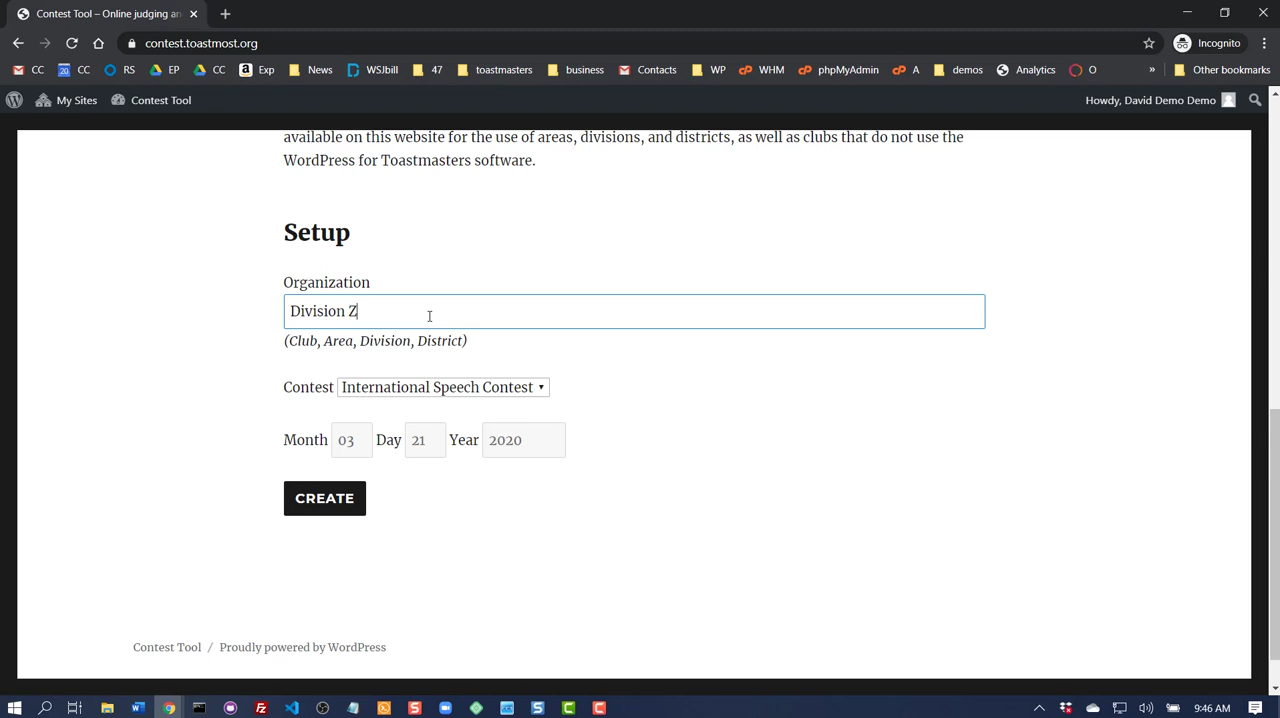 Contest Tool – Online judging an
contest.toastmost.org
Incognito
CC
CC
RS
EP
CC
Exp
News
WSJbill
47
toastmasters
business
Contacts
WP
WHM
phpMyAdmin
A
demos
Analytics
O
»
Other bookmarks
My Sites
Contest Tool
Howdy, David Demo Demo
available on this website for the use of areas, divisions, and districts, as well as clubs that do not use the
WordPress for Toastmasters software.
Setup
Organization
Division Z
(Club, Area, Division, District)
Contest International Speech Contest
Month 03 Day 21 Year 2020
CREATE
Contest Tool / Proudly powered by WordPress
9:46 AM